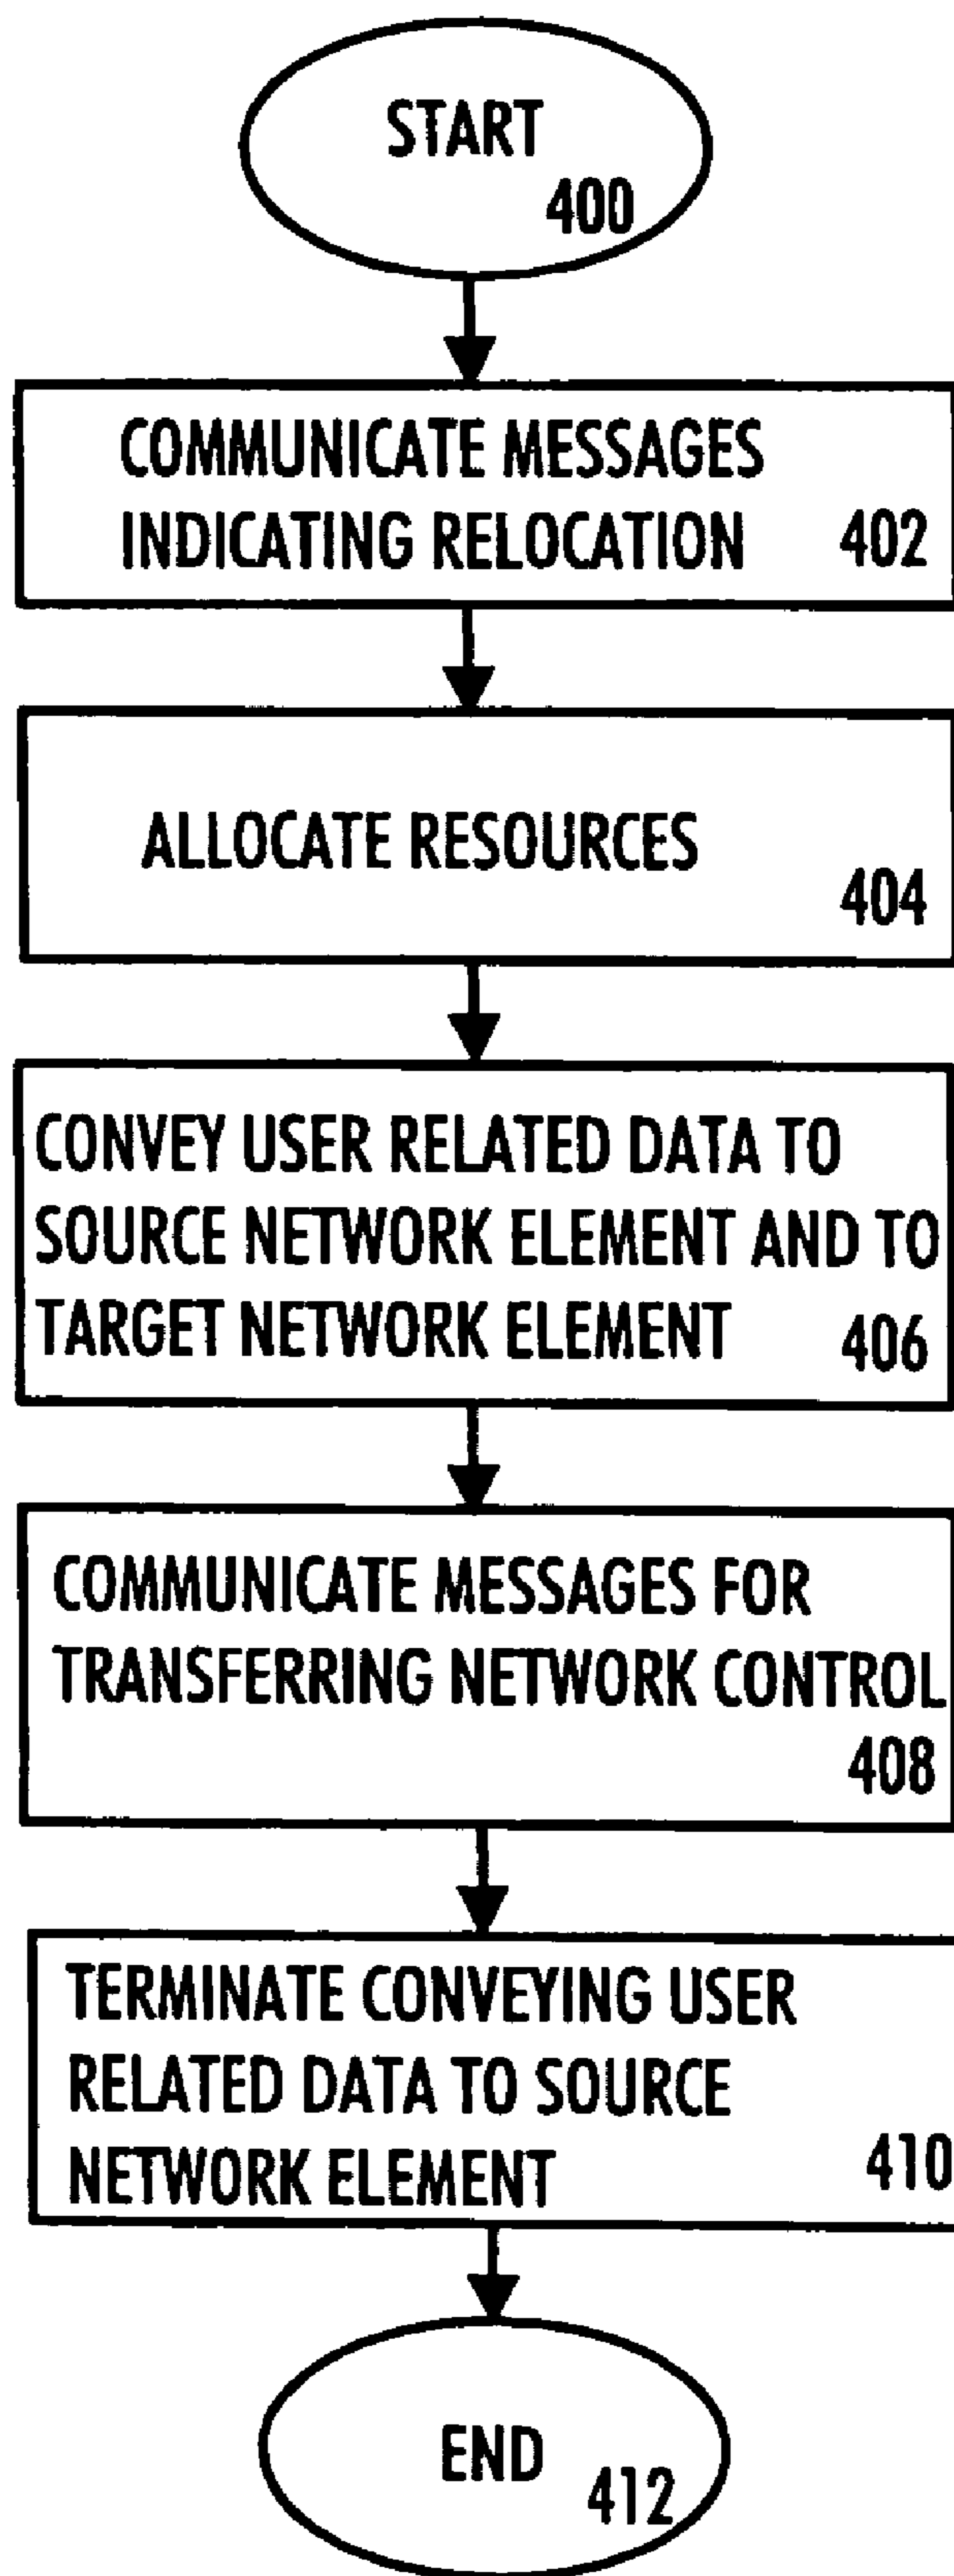 START
400
COMMUNICATE MESSAGES
INDICATING RELOCATION 402
ALLOCATE RESOURCES
404
CONVEY USER RELATED DATA TO
SOURCE NETWORK ELEMENT AND TO
TARGET NETWORK ELEMENT 406
COMMUNICATE MESSAGES FOR
TRANSFERRING NETWORK CONTROL
408
TERMINATE CONVEYING USER
RELATED DATA TO SOURCE
NETWORK ELEMENT 410
END
412